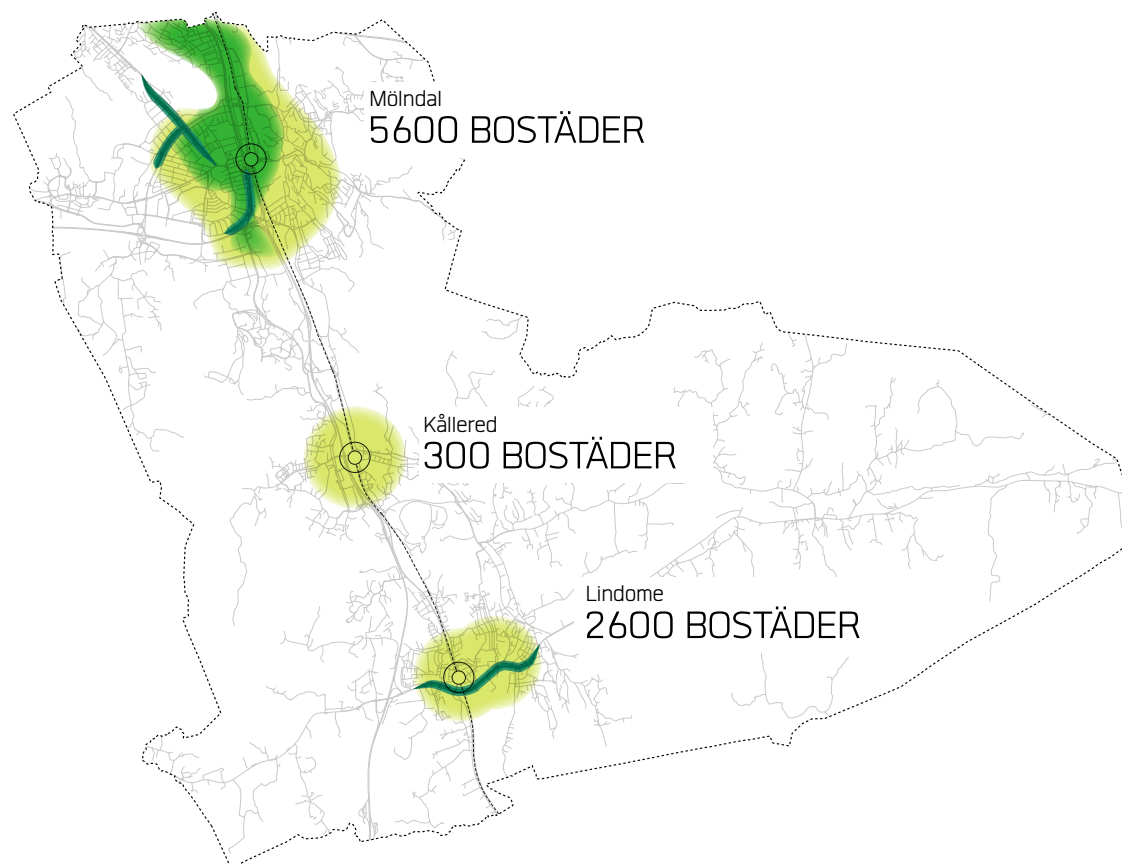 Mölndal
5600 BOSTÄDER
Kållered
300 BOSTÄDER
Lindome
2600 BOSTÄDER